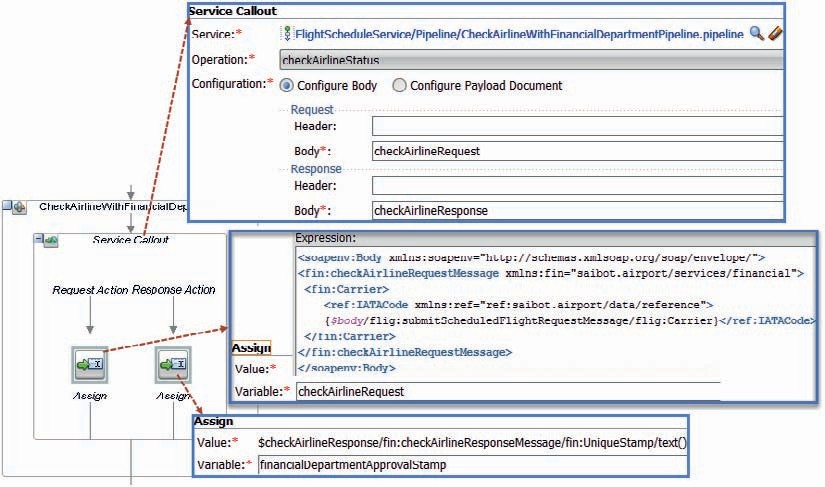 Service Callout
Service:* FlightScheduleService/Pipeline/CheckAirlineWithFinancialDepartmentPipeline.pipeline
Operation:* checkAirlineStatus
Configuration:* Configure Body Configure Payload Document
Request
Header:
Body*: checkAirlineRequest
Response
Header:
Body*: checkAirlineResponse
CheckAirlineWithFinancialDep
Service Callout
Request Action Response Action
Assign Assign
Expression:
<soapenv:Body xmlns:soapenv="http://schemas.xmlsoap.org/soap/envelope/">
<fin:checkAirlineRequestMessage xmlns:fin="saibot.airport/services/financial">
<fin:Carrier>
<ref:IATACode xmlns:ref="ref:saibot.airport/data/reference">
{$body/flig:submitScheduledFlightRequestMessage/flig:Carrier}</ref:IATACode>
</fin:Carrier>
</fin:checkAirlineRequestMessage>
</soapenv:Body>
Assign
Value:*
Variable:* checkAirlineRequest
Assign
Value:* $checkAirlineResponse/fin:checkAirlineResponseMessage/fin:UniqueStamp/text()
Variable:* financialDepartmentApprovalStamp